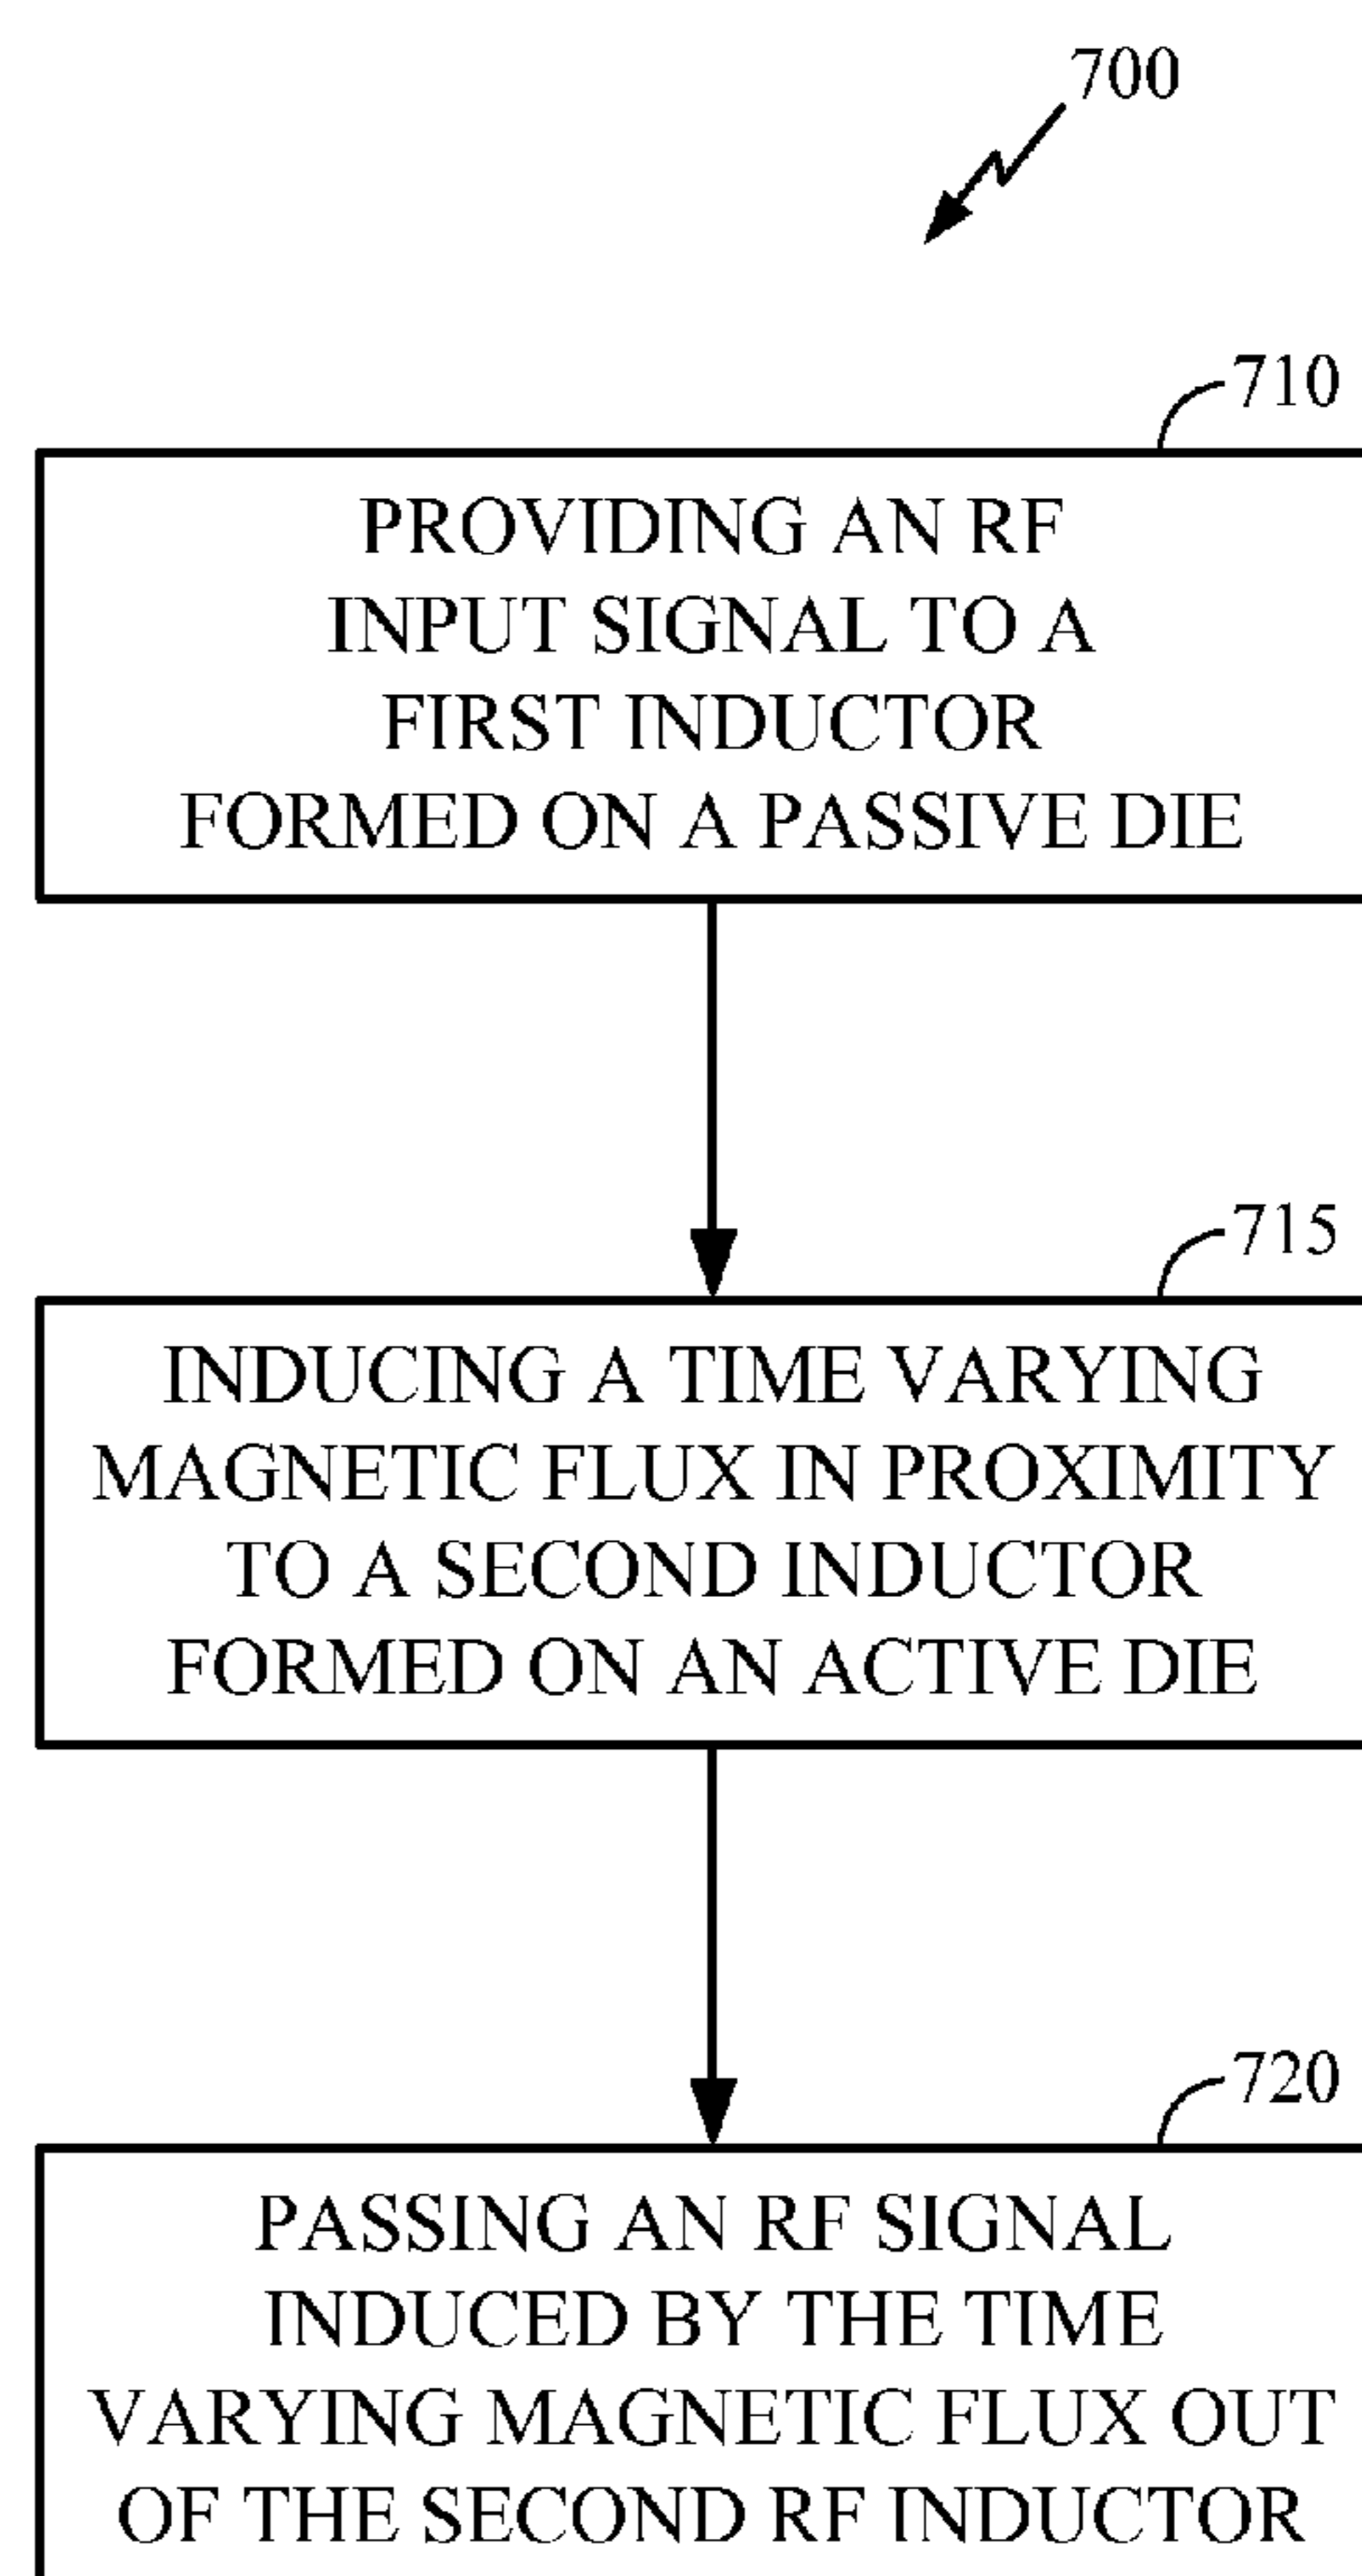 700
710
PROVIDING AN RF
INPUT SIGNAL TO A
FIRST INDUCTOR
FORMED ON A PASSIVE DIE
715
INDUCING A TIME VARYING
MAGNETIC FLUX IN PROXIMITY
TO A SECOND INDUCTOR
FORMED ON AN ACTIVE DIE
720
PASSING AN RF SIGNAL
INDUCED BY THE TIME
VARYING MAGNETIC FLUX OUT
OF THE SECOND RF INDUCTOR